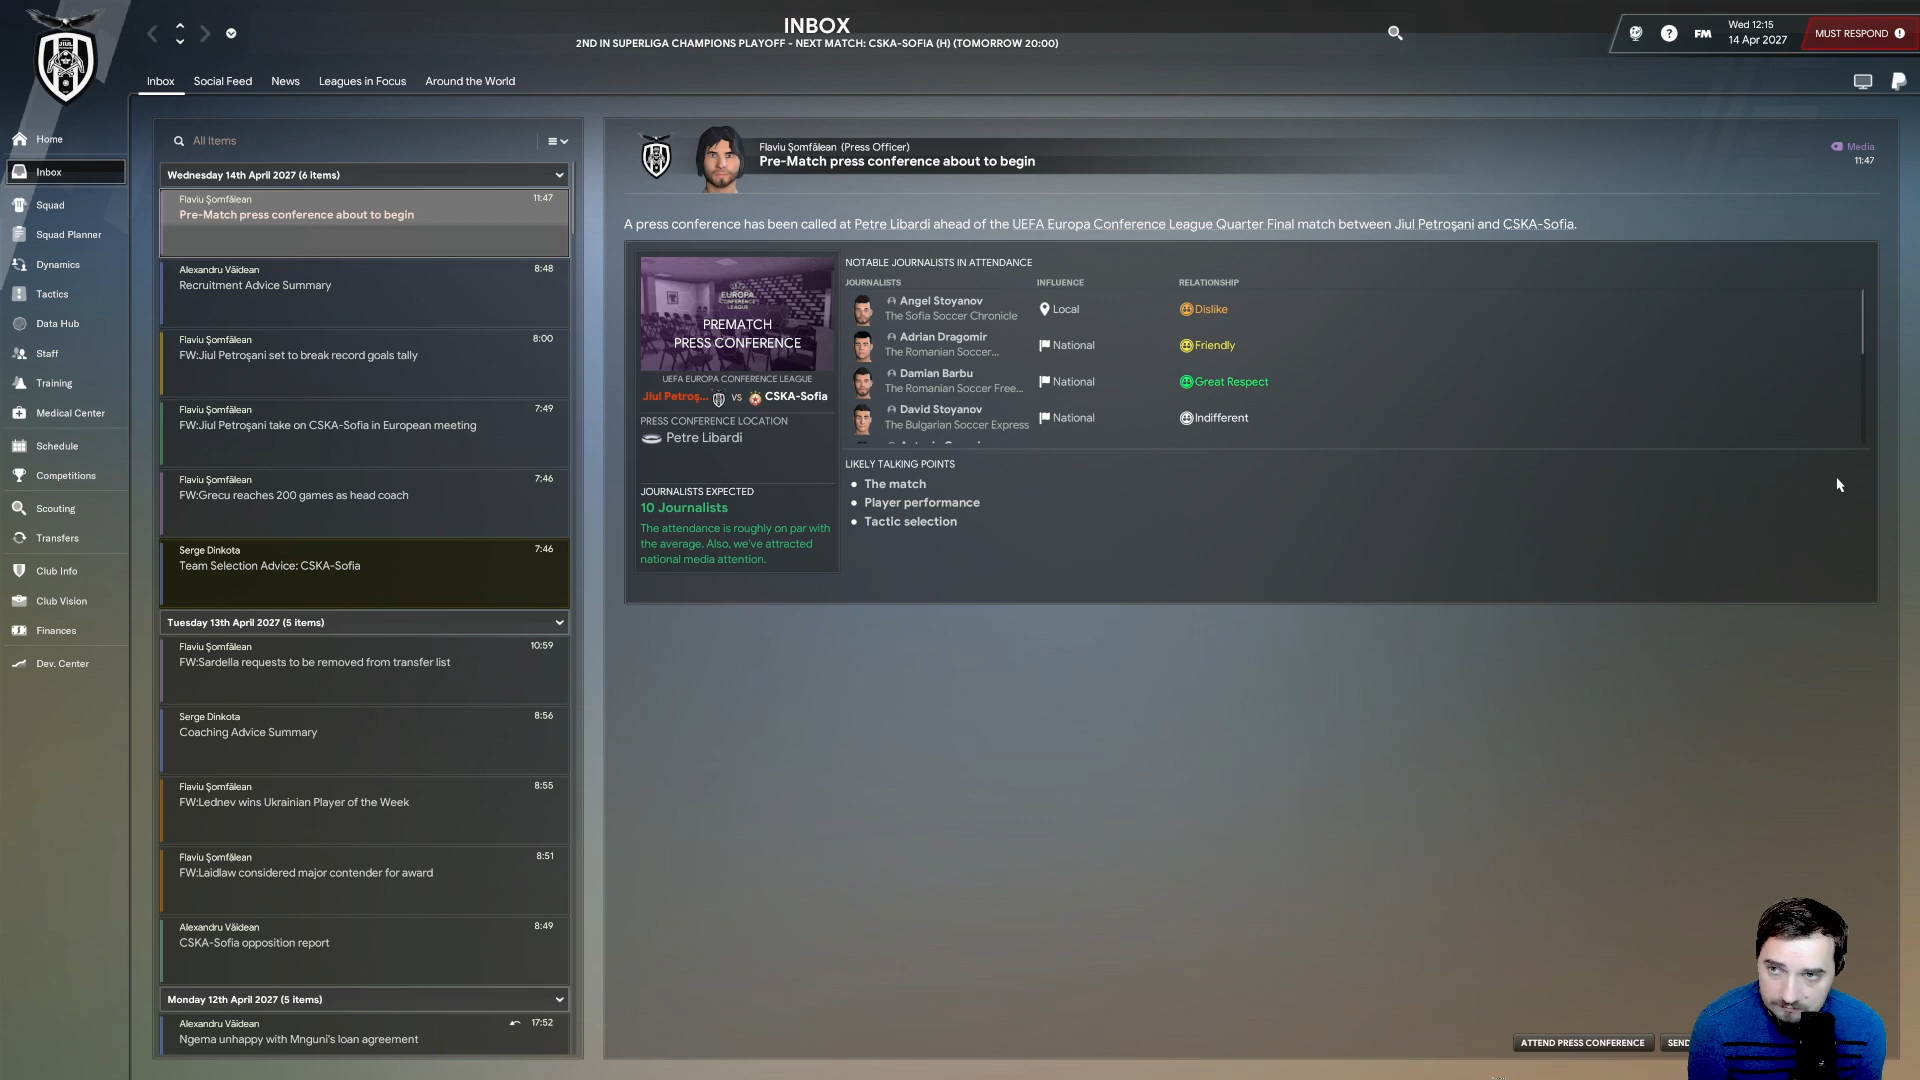 INBOX
2ND IN SUPERLIGA CHAMPIONS PLAYOFF - NEXT MATCH: CSKA-SOFIA (H) (TOMORROW 20:00)
FM
Wed 12:15
14 Apr 2027
MUST RESPOND
Inbox
Social Feed
News
Leagues in Focus
Around the World
Home
Inbox
Squad
Squad Planner
Dynamics
Tactics
Data Hub
Staff
Training
Medical Center
Schedule
Competitions
Scouting
Transfers
Club Info
Club Vision
Finances
Dev. Center
All Items
Wednesday 14th April 2027 (6 items)
Flaviu Şomfălean 11:47
Pre-Match press conference about to begin
Alexandru Văidean 8:48
Recruitment Advice Summary
Flaviu Şomfălean 8:00
FW:Jiul Petroşani set to break record goals tally
Flaviu Şomfălean 7:49
FW:Jiul Petroşani take on CSKA-Sofia in European meeting
Flaviu Şomfălean 7:46
FW:Grecu reaches 200 games as head coach
Serge Dinkota 7:46
Team Selection Advice: CSKA-Sofia
Tuesday 13th April 2027 (5 items)
Flaviu Şomfălean 10:59
FW:Sardella requests to be removed from transfer list
Serge Dinkota 8:56
Coaching Advice Summary
Flaviu Şomfălean 8:55
FW:Lednev wins Ukrainian Player of the Week
Flaviu Şomfălean 8:51
FW:Laidlaw considered major contender for award
Alexandru Văidean 8:49
CSKA-Sofia opposition report
Monday 12th April 2027 (5 items)
Alexandru Văidean 17:52
Ngema unhappy with Mnguni's loan agreement
Flaviu Şomfălean (Press Officer)
Pre-Match press conference about to begin
Media
11:47
A press conference has been called at Petre Libardi ahead of the UEFA Europa Conference League Quarter Final match between Jiul Petroşani and CSKA-Sofia.
EUROPA
CONFERENCE
LEAGUE
PREMATCH
PRESS CONFERENCE
UEFA EUROPA CONFERENCE LEAGUE
Jiul Petroş... VS CSKA-Sofia
PRESS CONFERENCE LOCATION
Petre Libardi
JOURNALISTS EXPECTED
10 Journalists
The attendance is roughly on par with
the average. Also, we've attracted
national media attention.
NOTABLE JOURNALISTS IN ATTENDANCE
JOURNALISTS INFLUENCE RELATIONSHIP
Angel Stoyanov
The Sofia Soccer Chronicle
Local
Dislike
Adrian Dragomir
The Romanian Soccer...
National
Friendly
Damian Barbu
The Romanian Soccer Free...
National
Great Respect
David Stoyanov
The Bulgarian Soccer Express
National
Indifferent
LIKELY TALKING POINTS
The match
Player performance
Tactic selection
ATTEND PRESS CONFERENCE
SEND